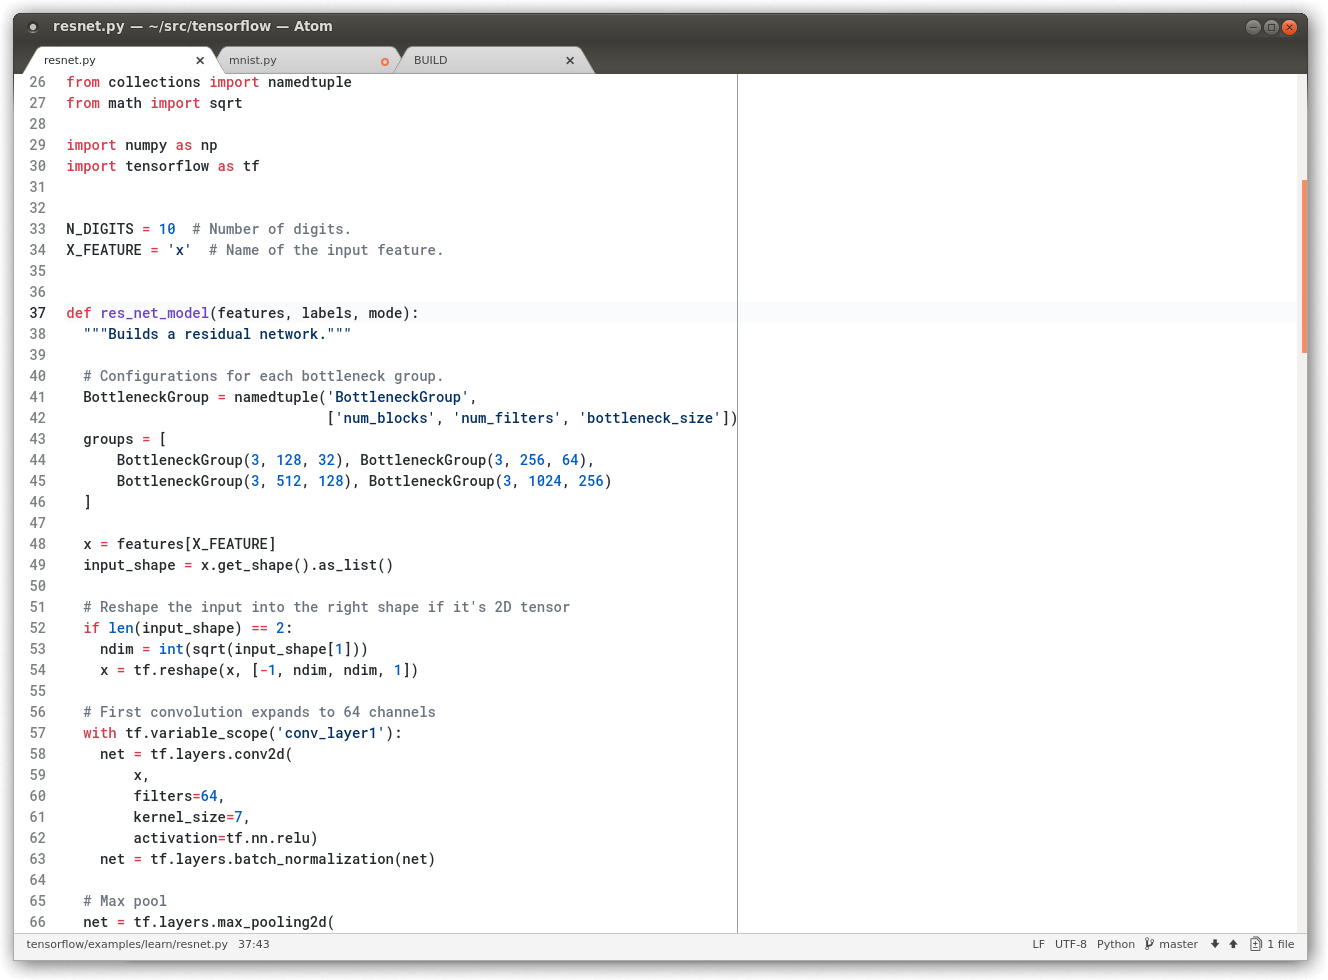 resnet.py — ~/src/tensorflow — Atom
resnet.py mnist.py BUILD
26 from collections import namedtuple
27 from math import sqrt
28
29 import numpy as np
30 import tensorflow as tf
31
32
33 N_DIGITS = 10  # Number of digits.
34 X_FEATURE = 'x'  # Name of the input feature.
35
36
37 def res_net_model(features, labels, mode):
38   """Builds a residual network."""
39
40   # Configurations for each bottleneck group.
41   BottleneckGroup = namedtuple('BottleneckGroup',
42                                ['num_blocks', 'num_filters', 'bottleneck_size'])
43   groups = [
44       BottleneckGroup(3, 128, 32), BottleneckGroup(3, 256, 64),
45       BottleneckGroup(3, 512, 128), BottleneckGroup(3, 1024, 256)
46   ]
47
48   x = features[X_FEATURE]
49   input_shape = x.get_shape().as_list()
50
51   # Reshape the input into the right shape if it's 2D tensor
52   if len(input_shape) == 2:
53     ndim = int(sqrt(input_shape[1]))
54     x = tf.reshape(x, [-1, ndim, ndim, 1])
55
56   # First convolution expands to 64 channels
57   with tf.variable_scope('conv_layer1'):
58     net = tf.layers.conv2d(
59         x,
60         filters=64,
61         kernel_size=7,
62         activation=tf.nn.relu)
63     net = tf.layers.batch_normalization(net)
64
65   # Max pool
66   net = tf.layers.max_pooling2d(
tensorflow/examples/learn/resnet.py 37:43 LF UTF-8 Python master 1 file